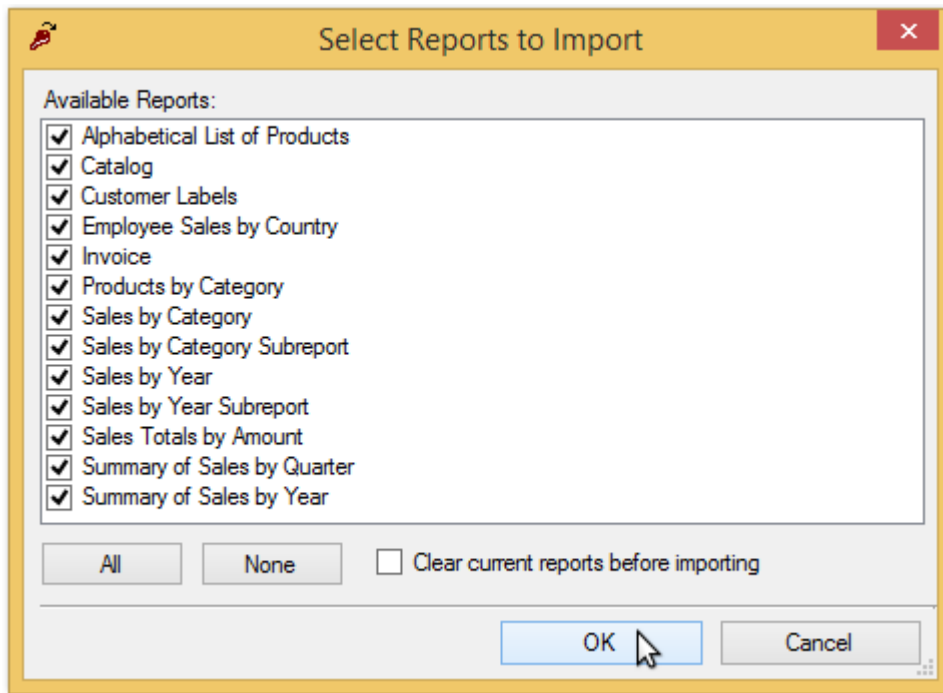 Select Reports to Import
Available Reports:
Alphabetical List of Products
Catalog
Customer Labels
Employee Sales by Country
Invoice
Products by Category
Sales by Category
Sales by Category Subreport
Sales by Year
Sales by Year Subreport
Sales Totals by Amount
Summary of Sales by Quarter
Summary of Sales by Year
All None Clear current reports before importing
OK Cancel